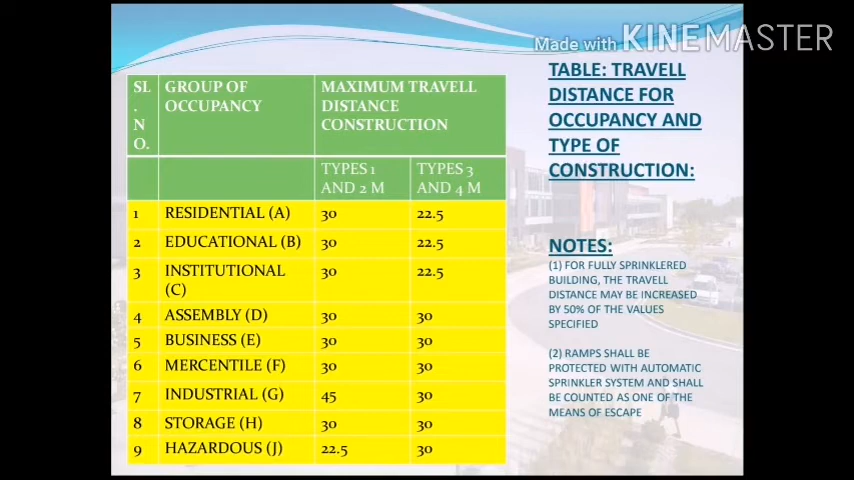 Made with KINEMASTER
TABLE: TRAVELL
DISTANCE FOR
OCCUPANCY AND
TYPE OF
CONSTRUCTION:
SL
.
N
O.
GROUP OF
OCCUPANCY
MAXIMUM TRAVELL
DISTANCE
CONSTRUCTION
TYPES 1
AND 2 M
TYPES 3
AND 4 M
1 RESIDENTIAL (A) 30 22.5
2 EDUCATIONAL (B) 30 22.5
3 INSTITUTIONAL
(C) 30 22.5
4 ASSEMBLY (D) 30 30
5 BUSINESS (E) 30 30
6 MERCENTILE (F) 30 30
7 INDUSTRIAL (G) 45 30
8 STORAGE (H) 30 30
9 HAZARDOUS (J) 22.5 30
NOTES:
(1) FOR FULLY SPRINKLERED
BUILDING, THE TRAVELL
DISTANCE MAY BE INCREASED
BY 50% OF THE VALUES
SPECIFIED
(2) RAMPS SHALL BE
PROTECTED WITH AUTOMATIC
SPRINKLER SYSTEM AND SHALL
BE COUNTED AS ONE OF THE
MEANS OF ESCAPE